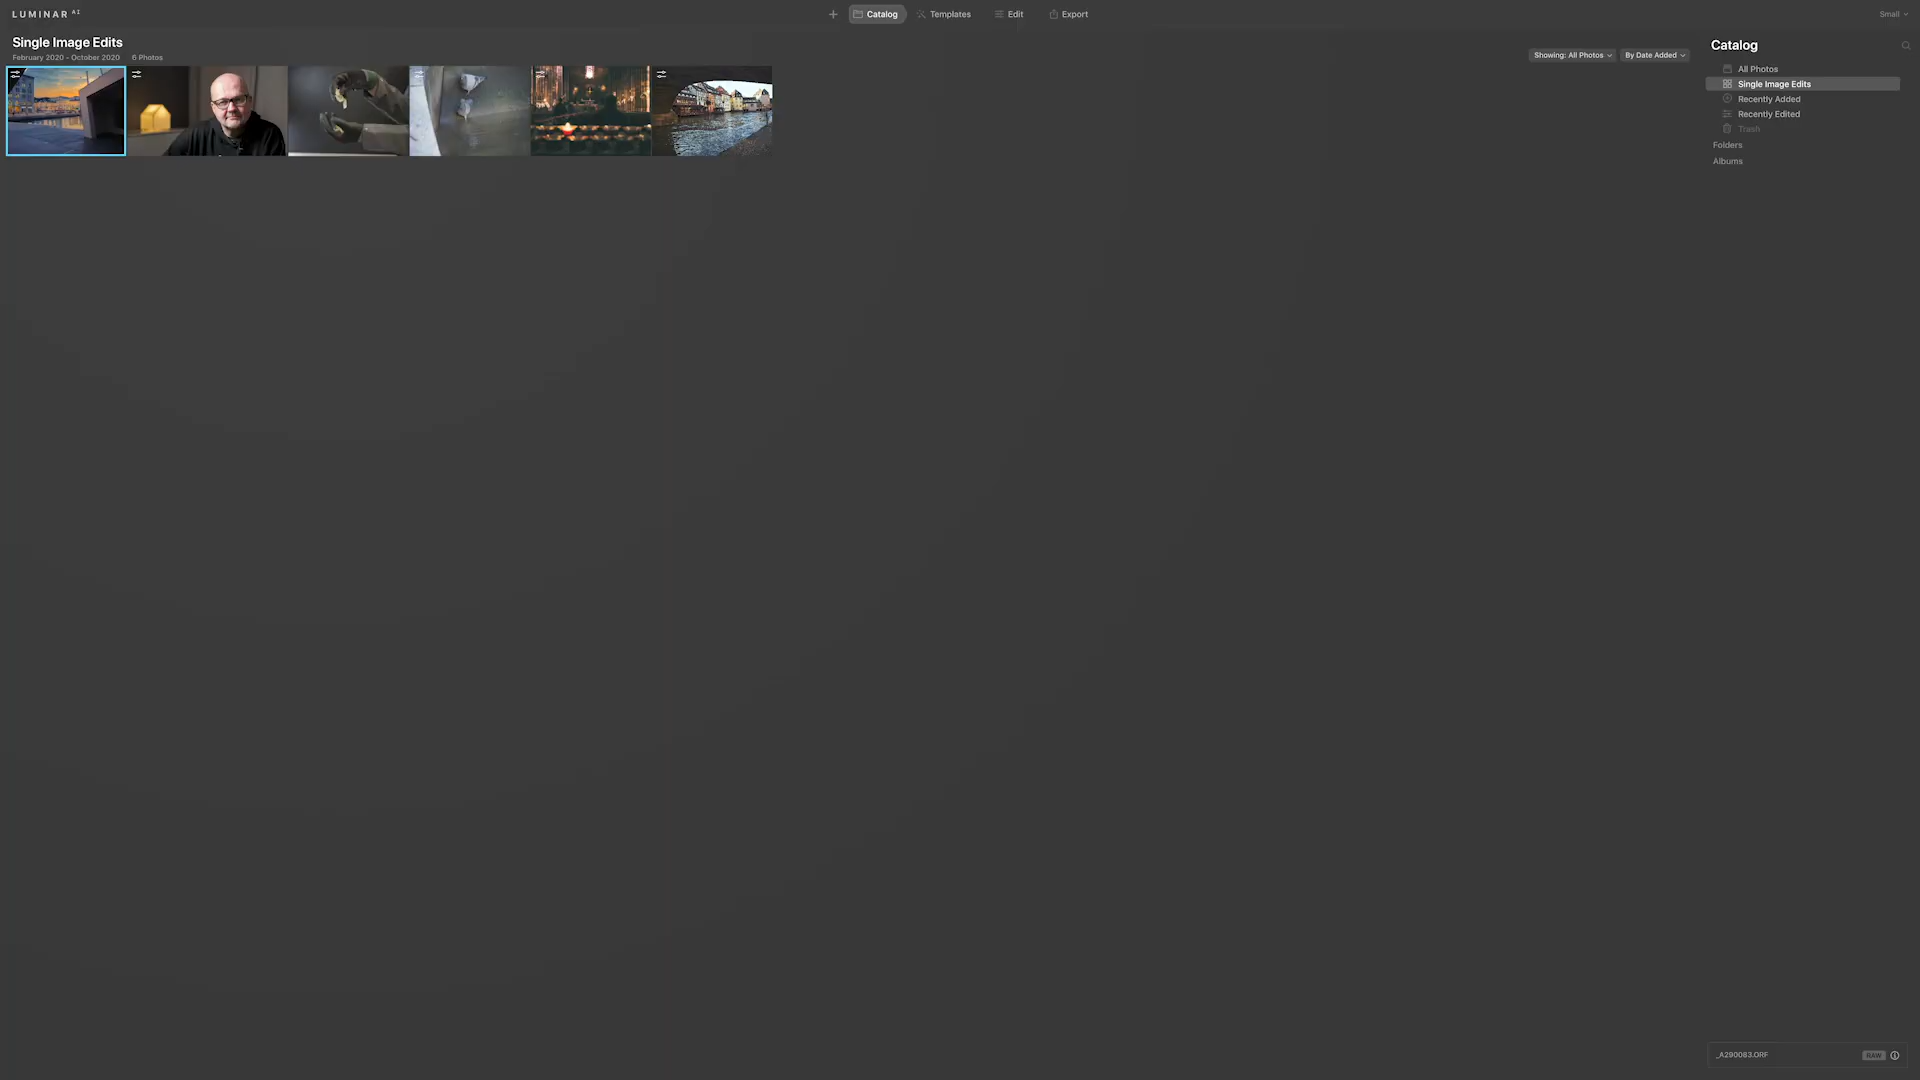 LUMINAR AI
Catalog
Templates
Edit
Export
Small
Single Image Edits
February 2020 - October 2020 6 Photos
Showing: All Photos
By Date Added
Catalog
All Photos
Single Image Edits
Recently Added
Recently Edited
Trash
Folders
Albums
_A290083.ORF
RAW